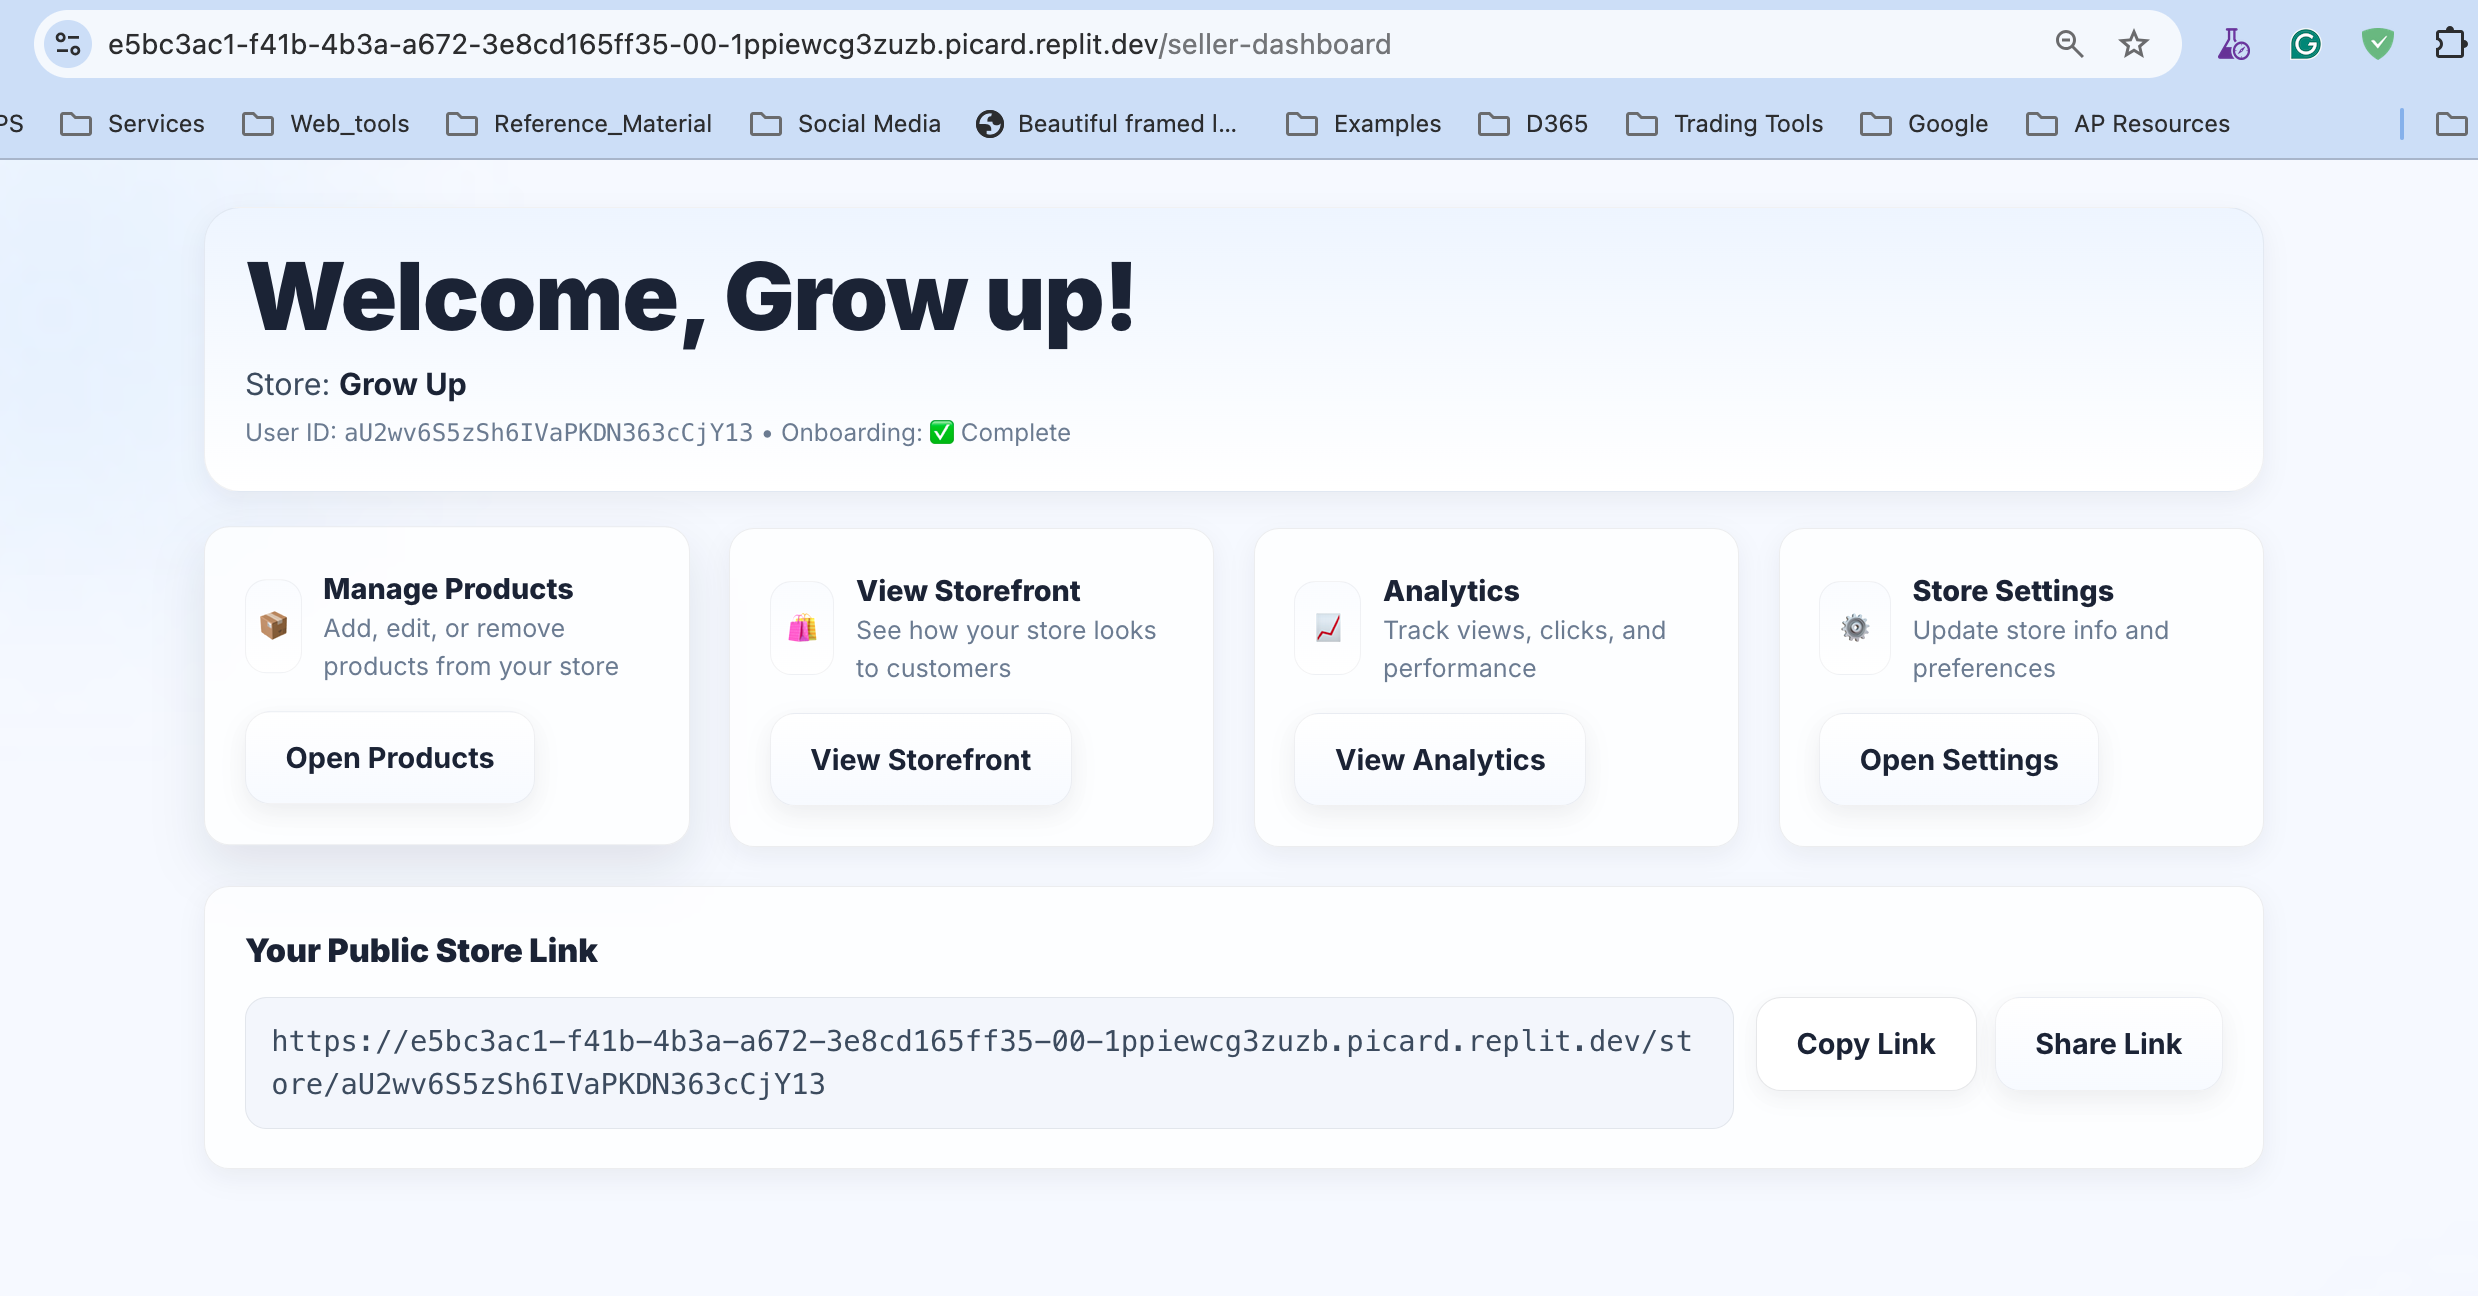 e5bc3ac1-f41b-4b3a-a672-3e8cd165ff35-00-1ppiewcg3zuzb.picard.replit.dev/seller-dashboard
PS Services Web_tools Reference_Material Social Media Beautiful framed l... Examples D365 Trading Tools Google AP Resources
Welcome, Grow up!
Store: Grow Up
User ID: aU2wv6S5zSh6IVaPKDN363cCjY13 • Onboarding: ✅ Complete
Manage Products
Add, edit, or remove
products from your store
Open Products
View Storefront
See how your store looks
to customers
View Storefront
Analytics
Track views, clicks, and
performance
View Analytics
Store Settings
Update store info and
preferences
Open Settings
Your Public Store Link
https://e5bc3ac1-f41b-4b3a-a672-3e8cd165ff35-00-1ppiewcg3zuzb.picard.replit.dev/st
ore/aU2wv6S5zSh6IVaPKDN363cCjY13
Copy Link
Share Link